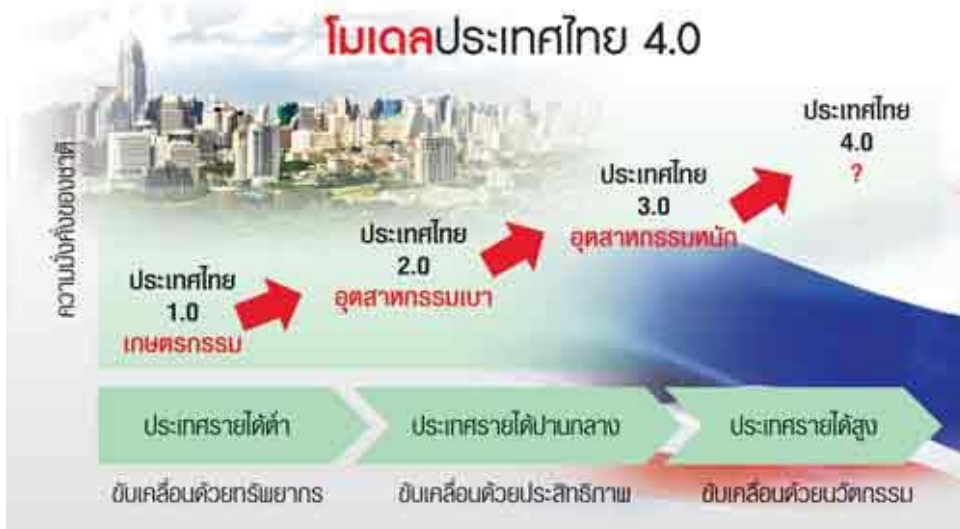 โมเดลประเทศไทย 4.0
ความมั่งคั่งของชาติ
ประเทศไทย
1.0
เกษตรกรรม
ประเทศไทย
2.0
อุตสาหกรรมเบา
ประเทศไทย
3.0
อุตสาหกรรมหนัก
ประเทศไทย
4.0
?
ประเทศรายได้ต่ำ
ประเทศรายได้ปานกลาง
ประเทศรายได้สูง
ขับเคลื่อนด้วยทรัพยากร
ขับเคลื่อนด้วยประสิทธิภาพ
ขับเคลื่อนด้วยนวัตกรรม